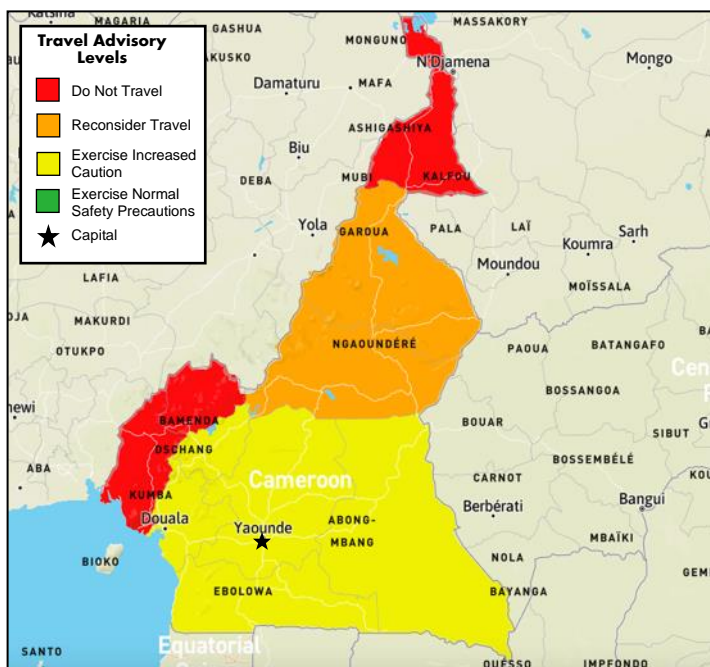 Katsina
MAGARIA
GASHUA
MASSAKORY
Travel Advisory
Levels
Do Not Travel
Reconsider Travel
Exercise Increased
Caution
Exercise Normal
Safety Precautions
Capital
MONGUNO
N'Djamena
Mongo
Damaturu
MAFA
ASHIGASHIYA
Biu
DEBA
MUBI
KALFOU
Yola
GAROUA
PALA
LAÏ
Sarh
Koumra
Moundou
MOÏSSALA
LAFIA
MAKURDI
OTUKPO
NGAOUNDÉRÉ
PAOUA
BATANGAFO
BOSSANGOA
BAMENDA
BOUAR
SIBUT
OSCHANG
BOSSEMBÉLÉ
ABA
Cameroon
CARNOT
KUMBA
Berbérati
Bangui
Douala
Yaounde
ABONG-
MBANG
MBAÏKI
BIOKO
NOLA
EBOLOWA
BAYANGA
Equatorial
SANTO
OUÉSSO
IMPFONDO